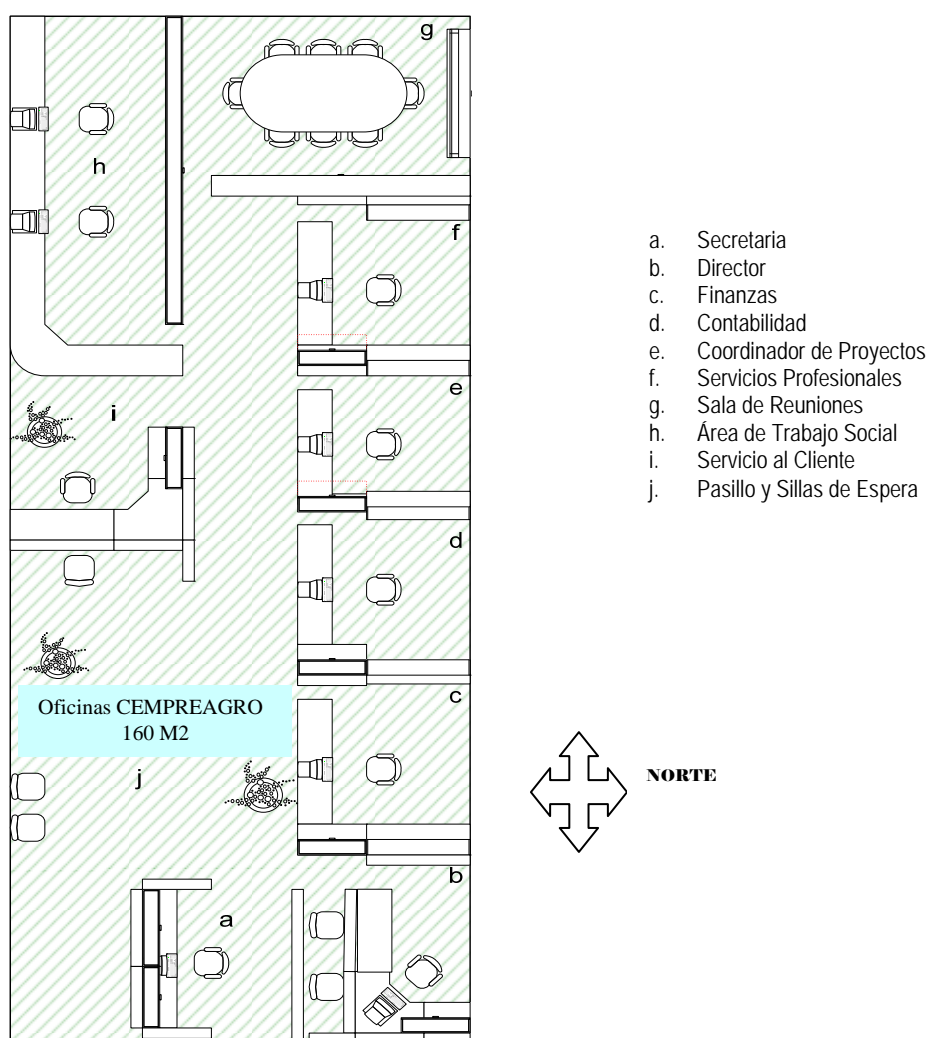 g
h
f
i
e
d
Oficinas CEMPREAGRO
160 M2
c
j
b
a
a. Secretaria
b. Director
c. Finanzas
d. Contabilidad
e. Coordinador de Proyectos
f. Servicios Profesionales
g. Sala de Reuniones
h. Área de Trabajo Social
i. Servicio al Cliente
j. Pasillo y Sillas de Espera
NORTE